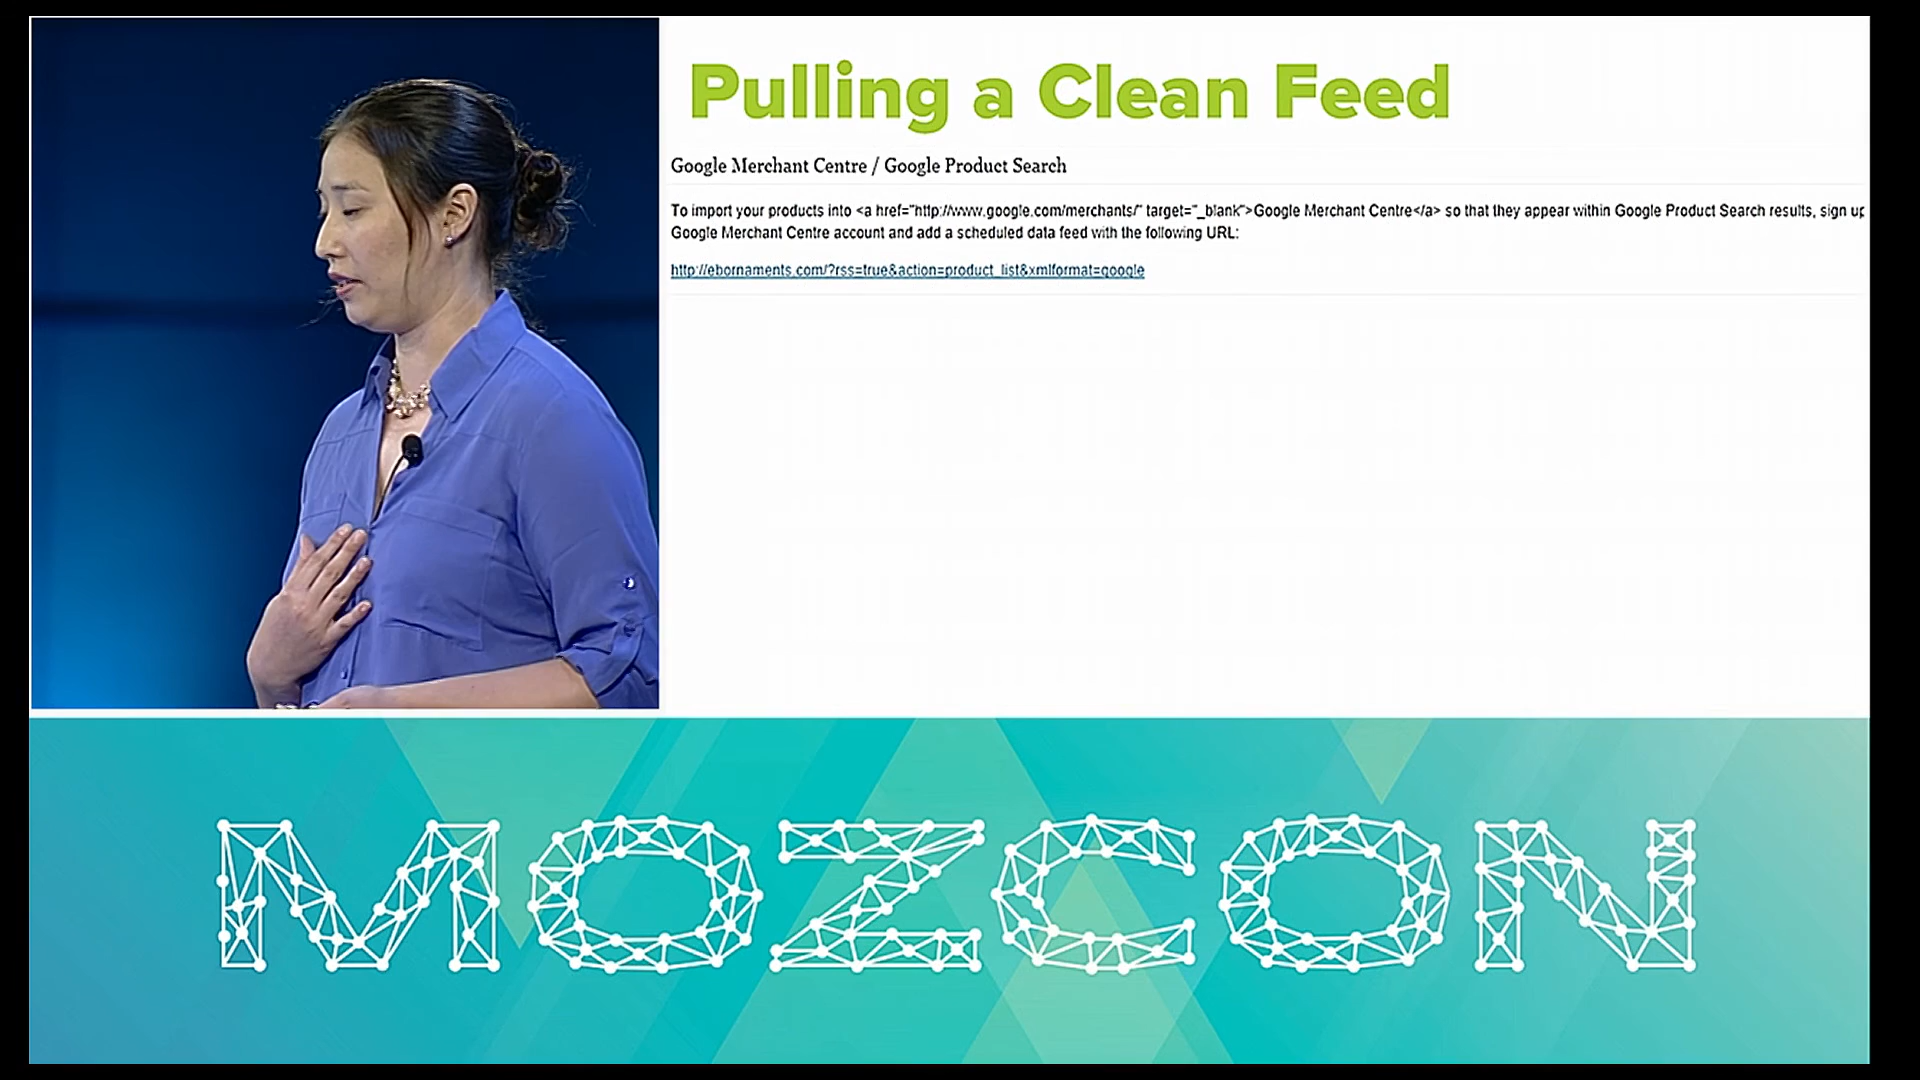 Pulling a Clean Feed
Google Merchant Centre / Google Product Search
To import your products into <a href="http://www.google.com/merchants/" target="_blank">Google Merchant Centre</a> so that they appear within Google Product Search results, sign up
Google Merchant Centre account and add a scheduled data feed with the following URL:
http://ebornaments.com/?rss=true&action=product_list&xmlformat=google
MOZCON